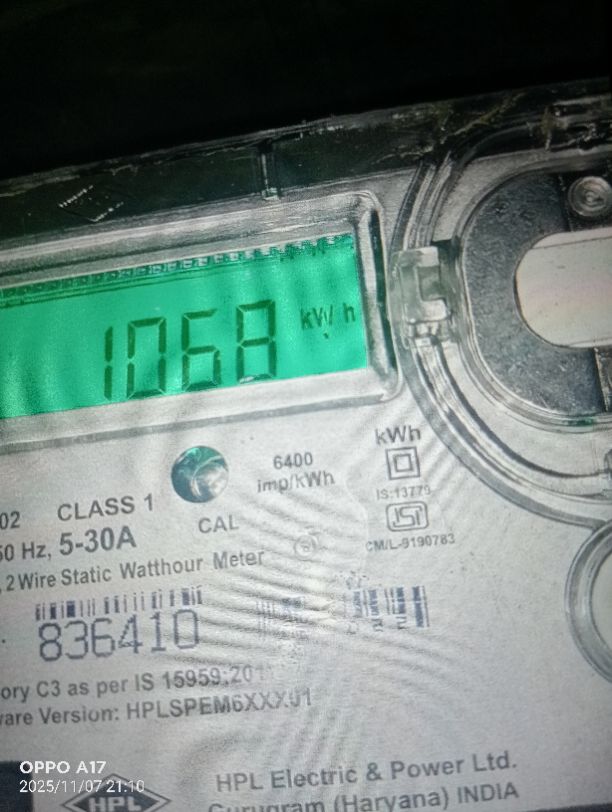 1068 kWh
kWh
6400
imp/kWh
IS:13779
CM/L-9190783
02 CLASS 1
CAL
50 Hz, 5-30A
2 Wire Static Watthour Meter
836410
ory C3 as per IS 15959:201
are Version: HPLSPEM6XXX01
OPPO A17
2025/11/07 21:10
HPL
HPL Electric & Power Ltd.
Gurugram (Haryana) INDIA